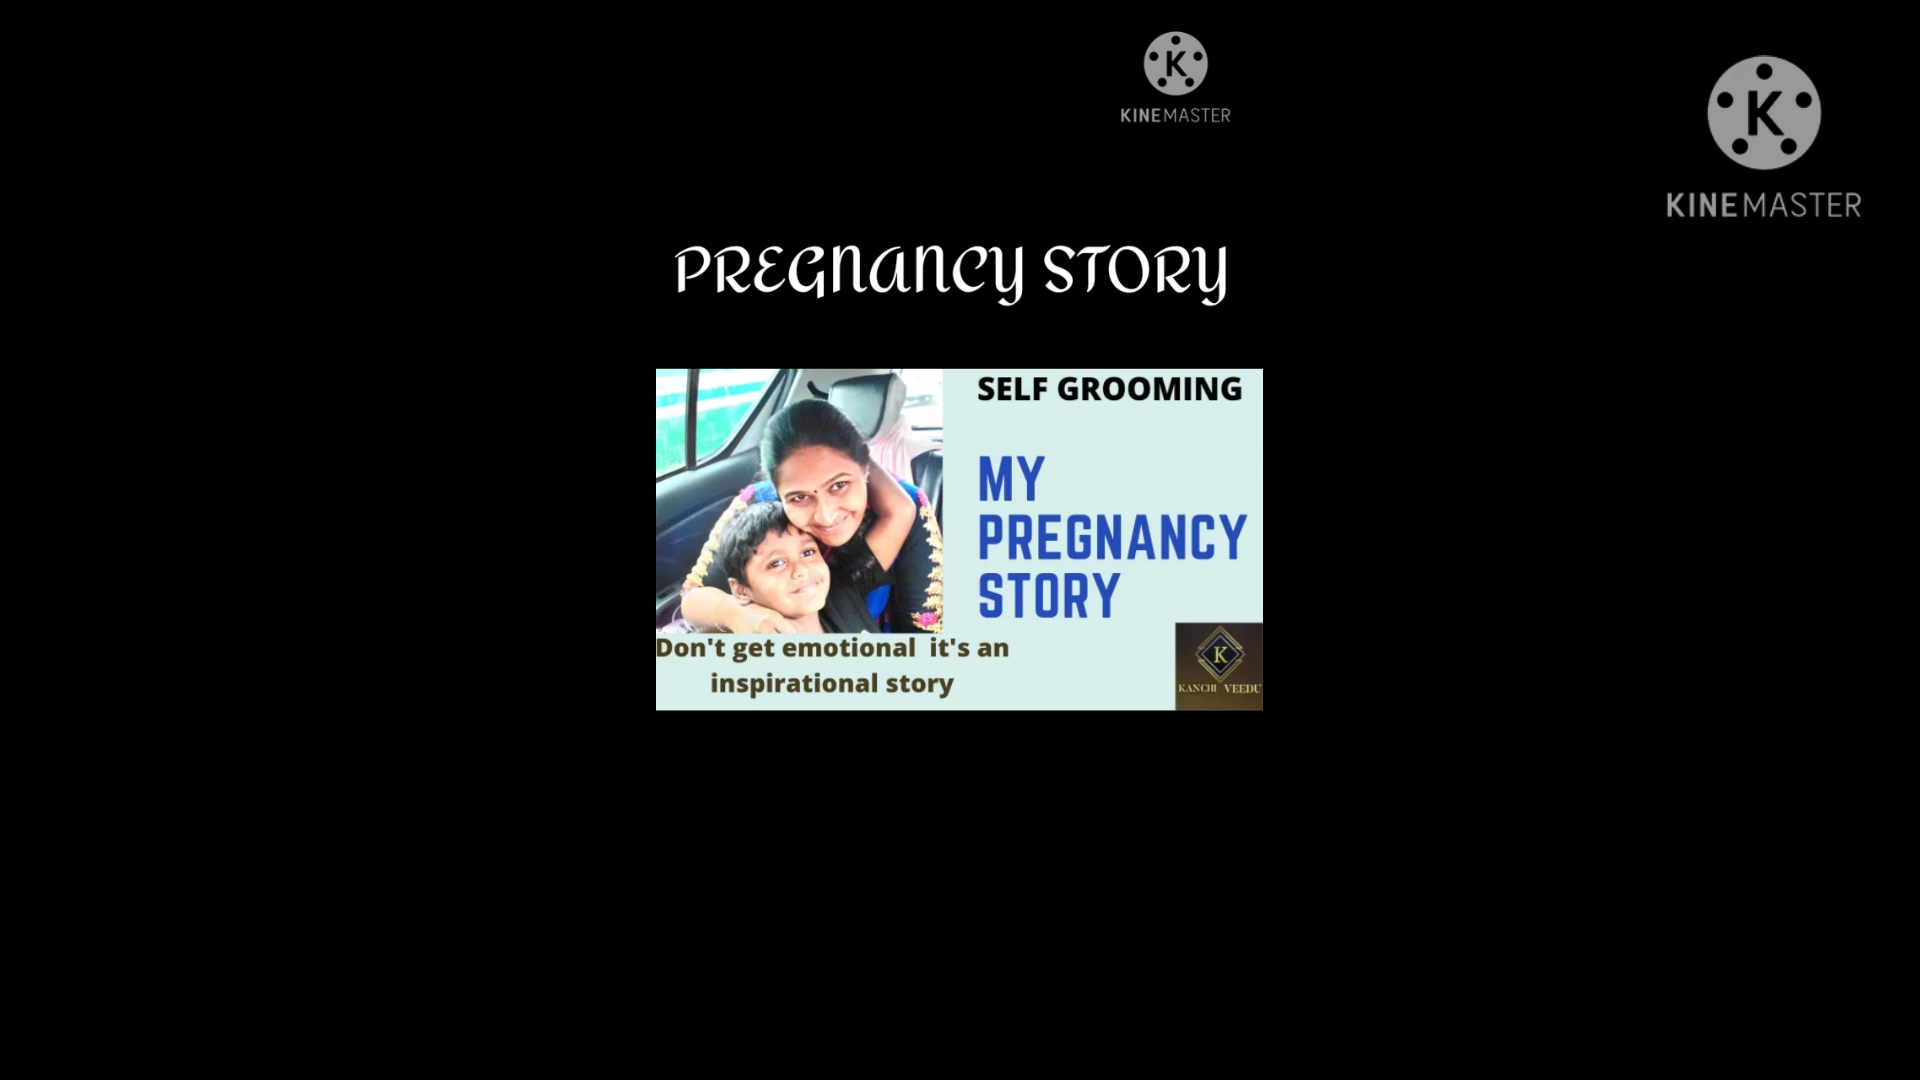 K
KINEMASTER
K
KINEMASTER
PREGNANCY STORY
SELF GROOMING
MY
PREGNANCY
STORY
Don't get emotional it's an
inspirational story
K
KANCHI VEEDU